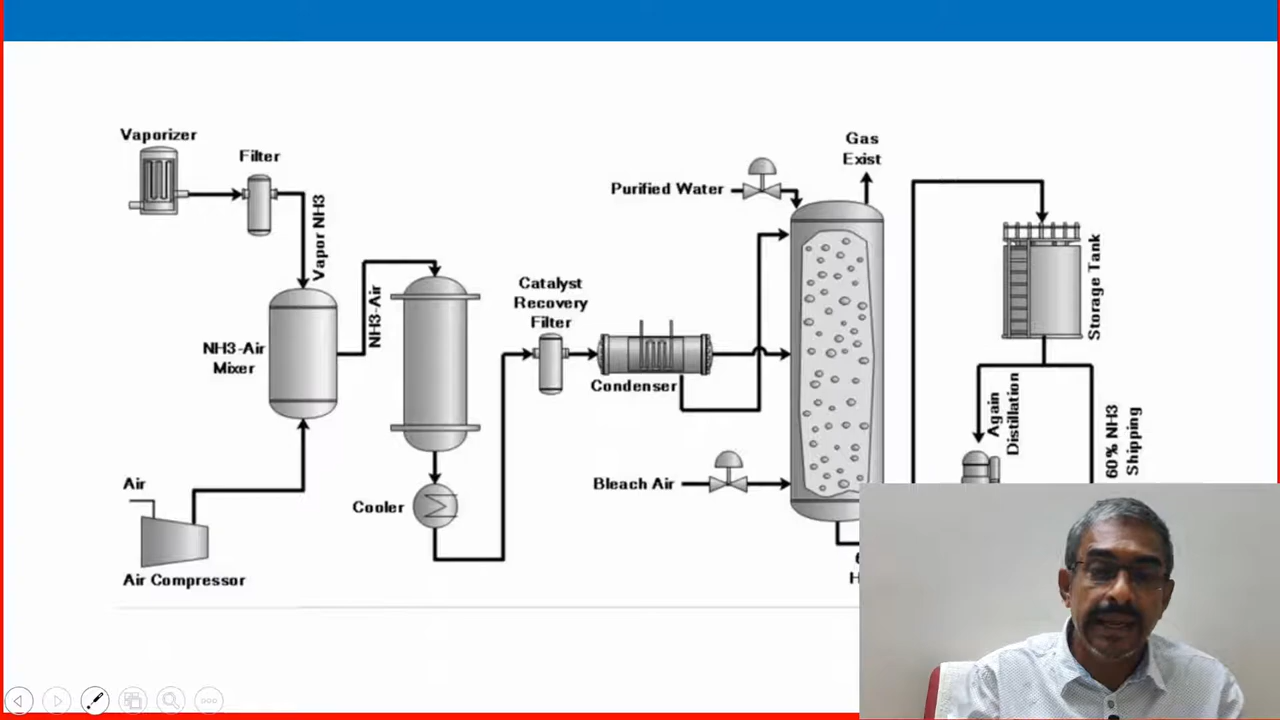 Vaporizer
Filter
Vapor NH3
NH3-Air
Mixer
Air
Air Compressor
NH3-Air
Cooler
Catalyst
Recovery
Filter
Condenser
Purified Water
Gas
Exist
Bleach Air
Storage Tank
Again
Distillation
60% NH3
Shipping
6
H